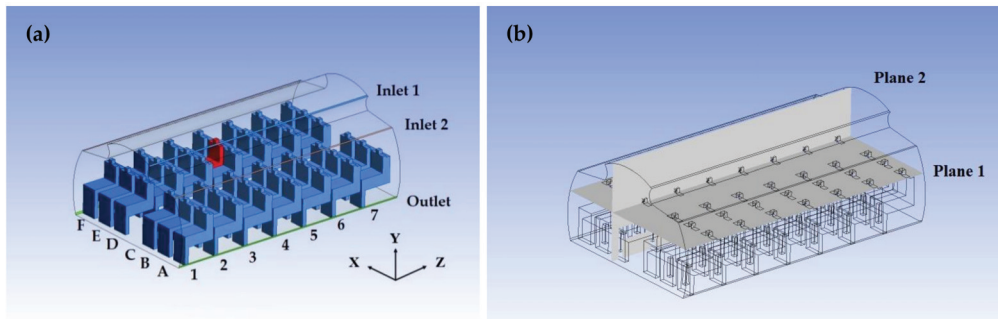 (a)
Inlet 1
Inlet 2
Outlet
F
E
D
C
B
A
1
2
3
4
5
6
7
Y
X
Z
(b)
Plane 2
Plane 1